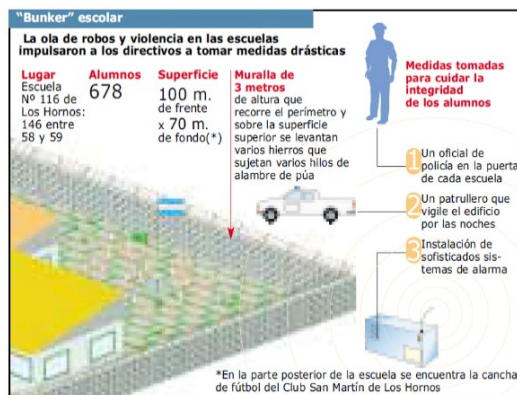 "Bunker" escolar
La ola de robos y violencia en las escuelas
impulsaron a los directivos a tomar medidas drásticas
Lugar
Escuela
Nº 116 de
Los Hornos:
146 entre
58 y 59
Alumnos
678
Superficie
100 m.
de frente
x 70 m.
de fondo(*)
Muralla de
3 metros
de altura que
recorre el perímetro y
sobre la superficie
superior se levantan
varios hierros que
sujetan varios hilos de
alambre de púa
Medidas tomadas
para cuidar la
integridad
de los alumnos
1
Un oficial de
policía en la puerta
de cada escuela
2
Un patrullero que
vigile el edificio
por las noches
3
Instalación de
sofisticados sis-
temas de alarma
*En la parte posterior de la escuela se encuentra la cancha
de fútbol del Club San Martín de Los Hornos